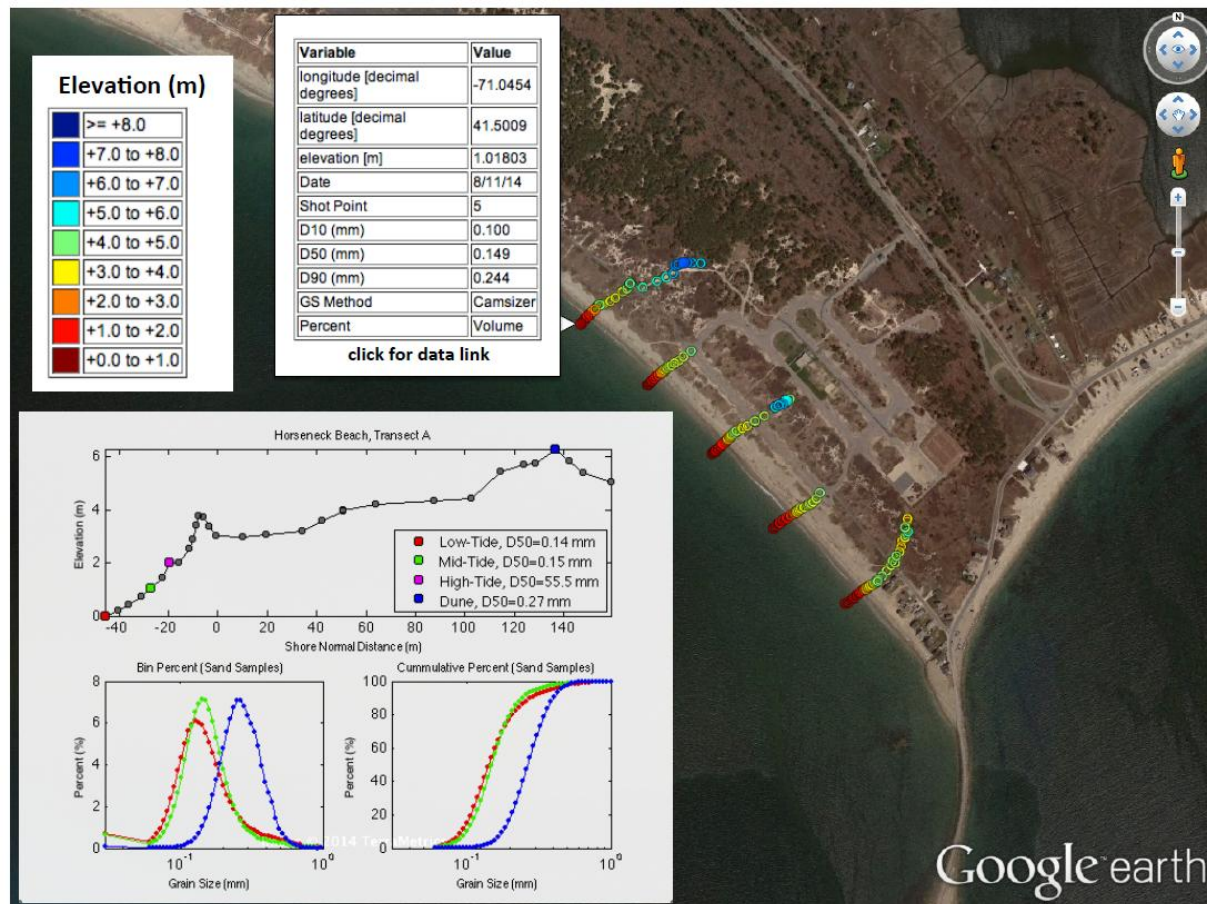 Elevation (m)
>= +8.0
+7.0 to +8.0
+6.0 to +7.0
+5.0 to +6.0
+4.0 to +5.0
+3.0 to +4.0
+2.0 to +3.0
+1.0 to +2.0
+0.0 to +1.0
Variable Value
longitude [decimal
degrees] -71.0454
latitude [decimal
degrees] 41.5009
elevation [m] 1.01803
Date 8/11/14
Shot Point 5
D10 (mm) 0.100
D50 (mm) 0.149
D90 (mm) 0.244
GS Method Camsizer
Percent Volume
click for data link
N
Horseneck Beach, Transect A
Elevation (m)
6
4
2
0
-40 -20 0 20 40 60 80 100 120 140
Shore Normal Distance (m)
Low-Tide, D50=0.14 mm
Mid-Tide, D50=0.15 mm
High-Tide, D50=55.5 mm
Dune, D50=0.27 mm
Bin Percent (Sand Samples)
Percent (%)
8
6
4
2
0
10-1 100
Grain Size (mm)
Cummulative Percent (Sand Samples)
Percent (%)
100
80
60
40
20
0
10-1 100
Grain Size (mm)
2014
Google earth